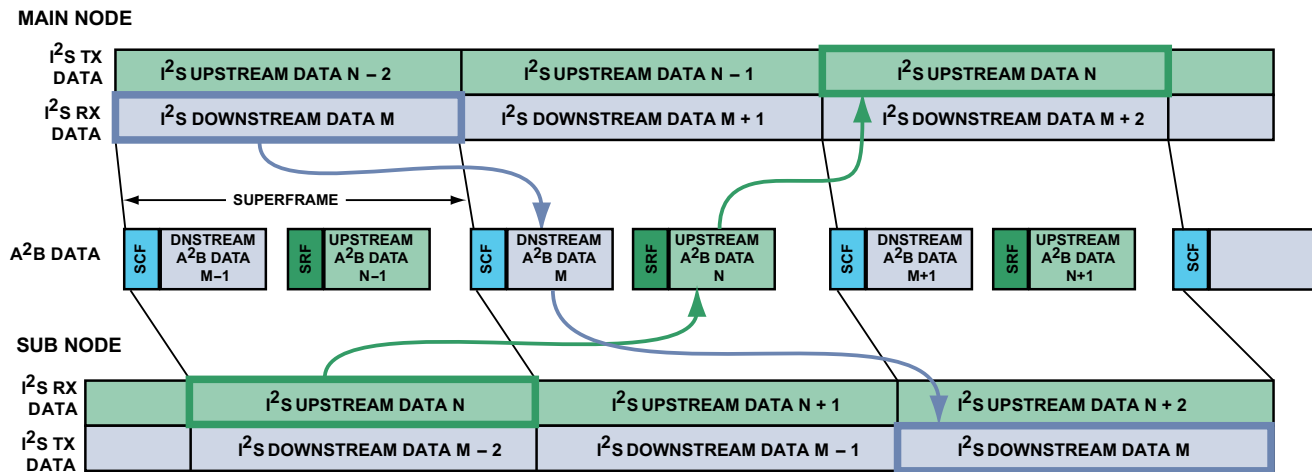 MAIN NODE
I²S TX
DATA
I²S UPSTREAM DATA N – 2
I²S UPSTREAM DATA N – 1
I²S UPSTREAM DATA N
I²S RX
DATA
I²S DOWNSTREAM DATA M
I²S DOWNSTREAM DATA M + 1
I²S DOWNSTREAM DATA M + 2
SUPERFRAME
A²B DATA
SCF
DNSTREAM
A²B DATA
M–1
SRF
UPSTREAM
A²B DATA
N–1
SCF
DNSTREAM
A²B DATA
M
SRF
UPSTREAM
A²B DATA
N
SCF
DNSTREAM
A²B DATA
M+1
SRF
UPSTREAM
A²B DATA
N+1
SCF
SUB NODE
I²S RX
DATA
I²S UPSTREAM DATA N
I²S UPSTREAM DATA N + 1
I²S UPSTREAM DATA N + 2
I²S TX
DATA
I²S DOWNSTREAM DATA M – 2
I²S DOWNSTREAM DATA M – 1
I²S DOWNSTREAM DATA M